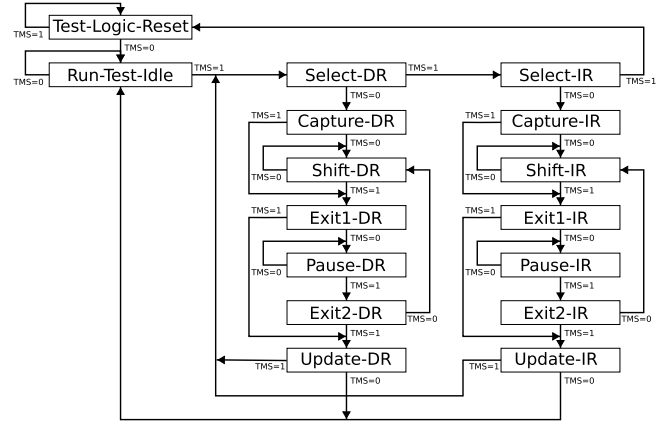 Test-Logic-Reset
TMS=1
TMS=0
Run-Test-Idle
TMS=0
TMS=1
Select-DR
TMS=1
TMS=0
Select-IR
TMS=1
TMS=0
TMS=1
Capture-DR
TMS=0
TMS=1
Capture-IR
TMS=0
Shift-DR
TMS=0
TMS=1
Shift-IR
TMS=0
TMS=1
TMS=1
Exit1-DR
TMS=0
TMS=1
Exit1-IR
TMS=0
Pause-DR
TMS=0
TMS=1
Pause-IR
TMS=0
TMS=1
Exit2-DR
TMS=0
TMS=1
Exit2-IR
TMS=0
TMS=1
Update-DR
TMS=1
TMS=0
Update-IR
TMS=1
TMS=0